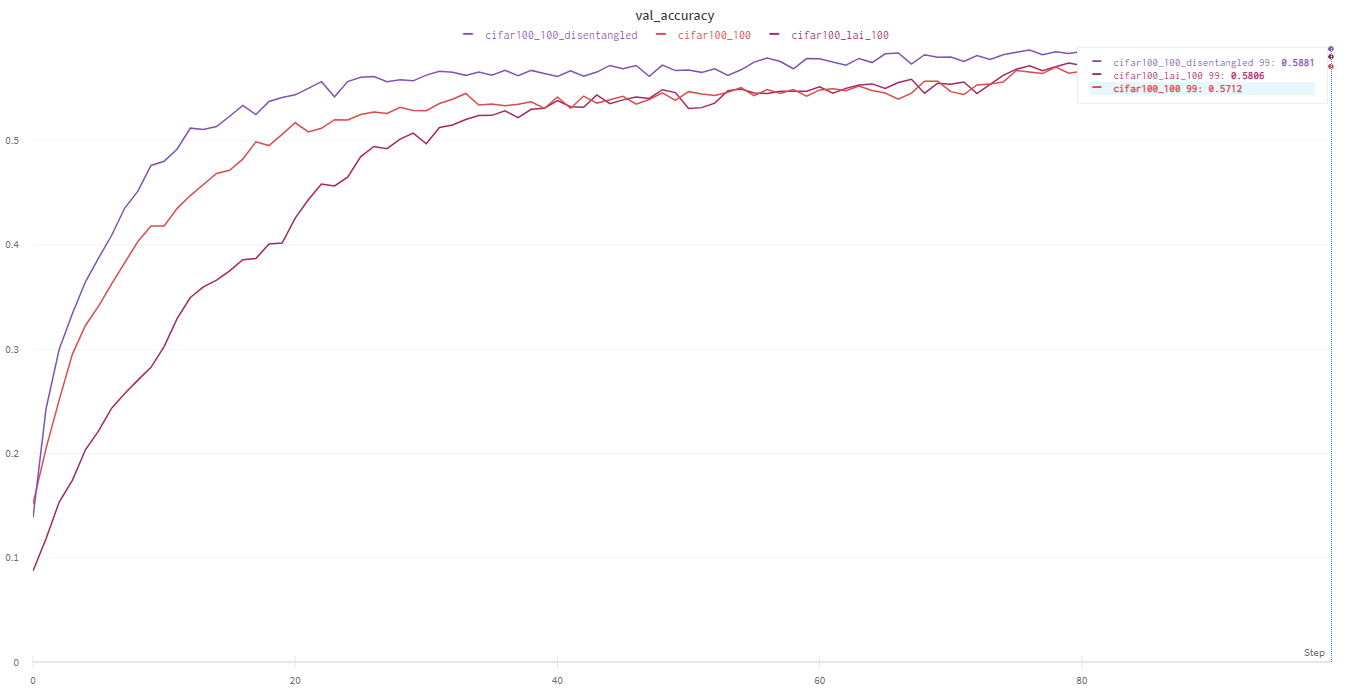 val_accuracy
cifar100_100_disentangled cifar100_100 cifar100_lai_100
cifar100_100_disentangled 99: 0.5881
cifar100_lai_100 99: 0.5806
cifar100_100 99: 0.5712
0.5
0.4
0.3
0.2
0.1
Step
0
0 20 40 60 80